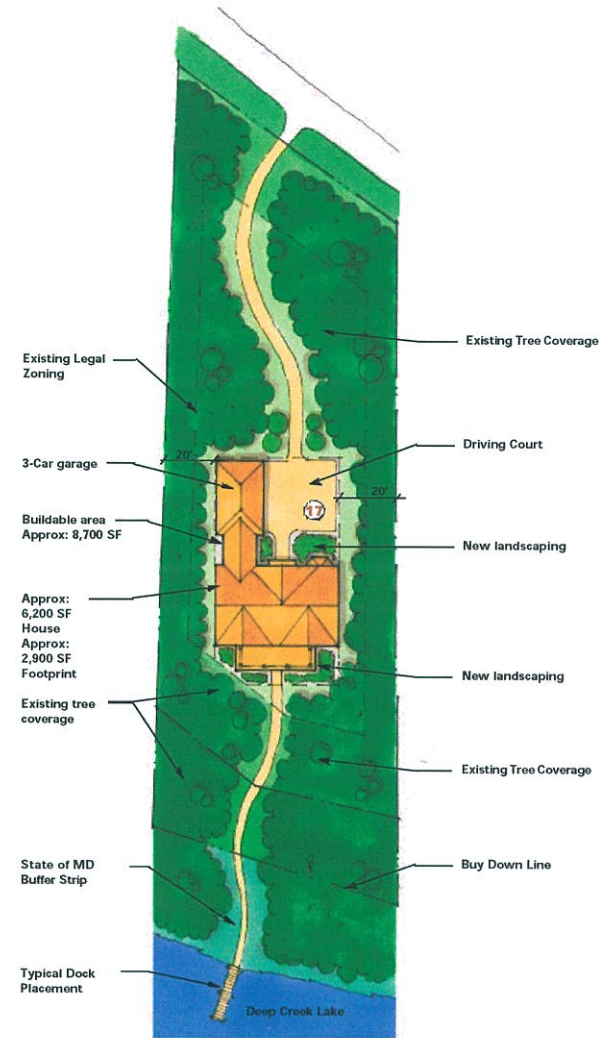 Existing Tree Coverage
Existing Legal
Zoning
Driving Court
20'
3-Car garage
20'
17
Buildable area
Approx: 8,700 SF
New landscaping
Approx:
6,200 SF
House
Approx:
2,900 SF
Footprint
New landscaping
Existing tree
coverage
Existing Tree Coverage
State of MD
Buffer Strip
Buy Down Line
Typical Dock
Placement
Deep Creek Lake